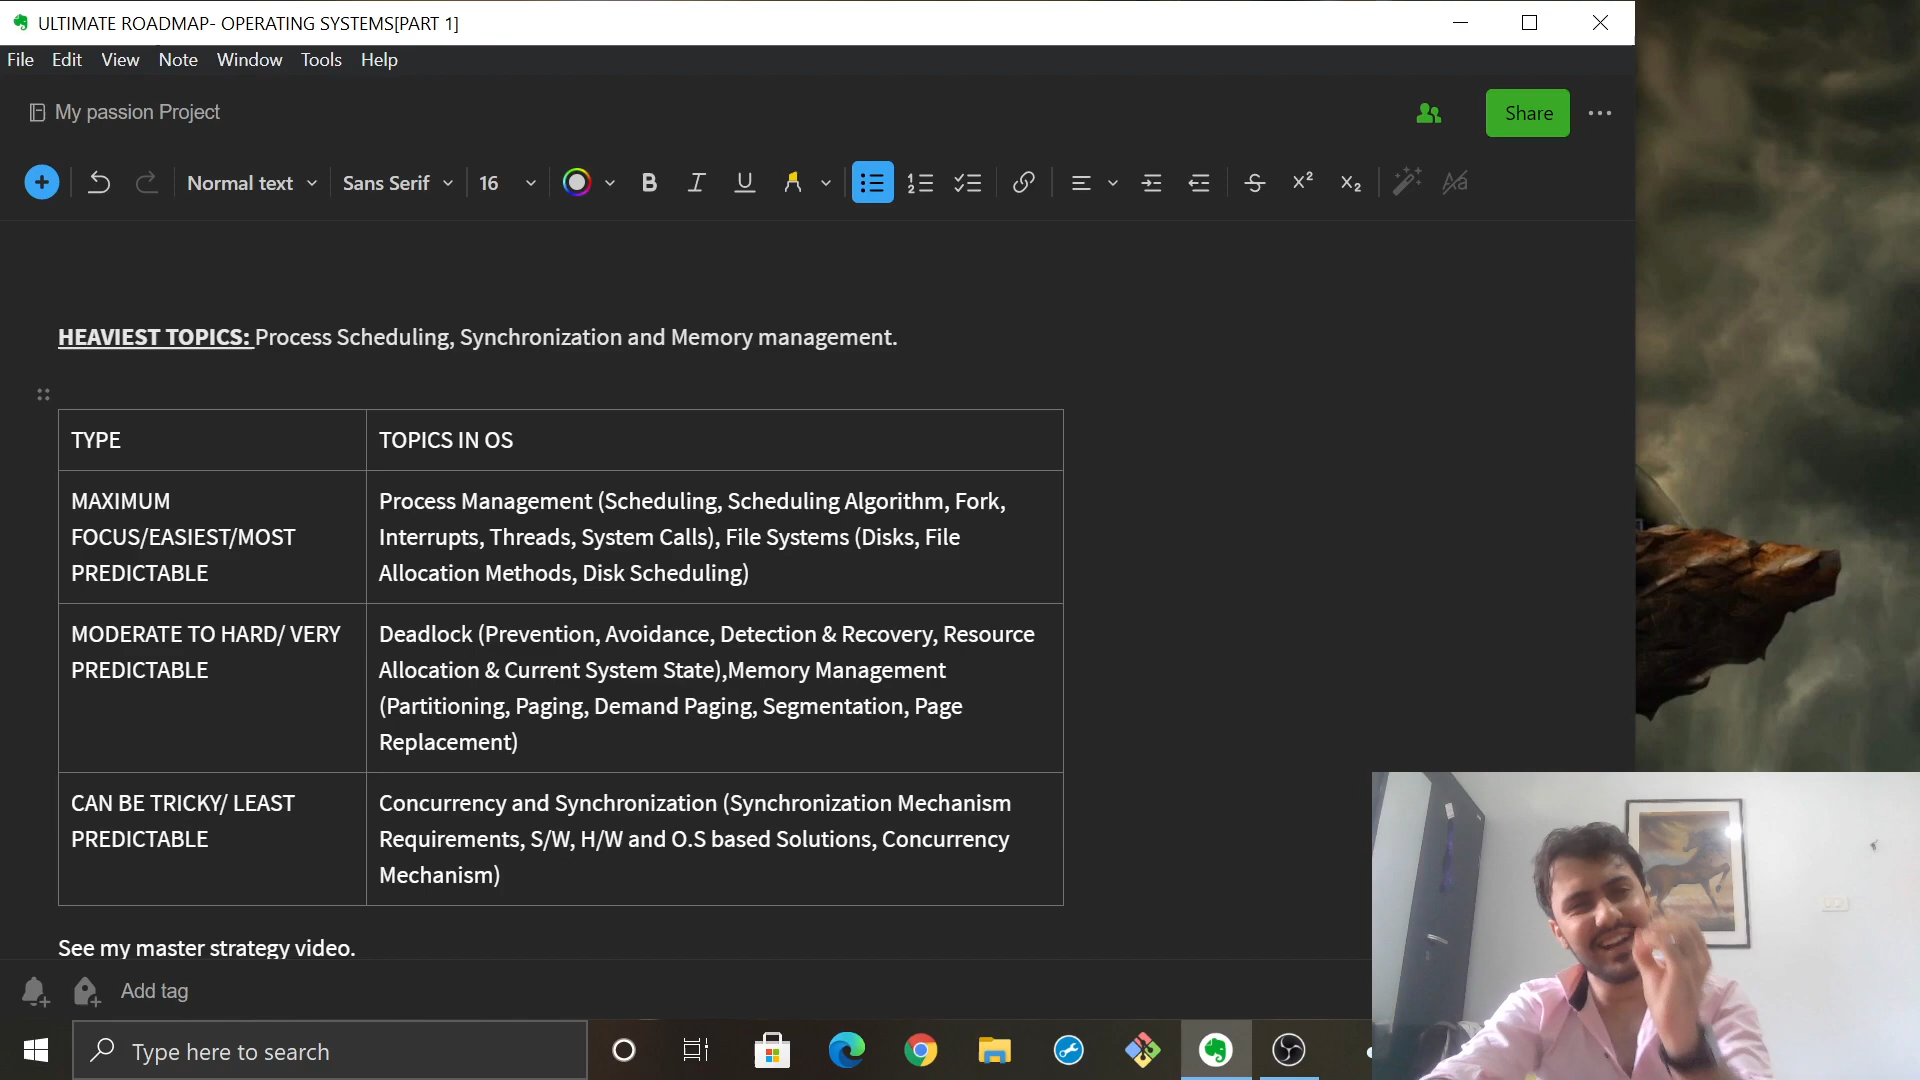 ULTIMATE ROADMAP- OPERATING SYSTEMS[PART 1]
File Edit View Note Window Tools Help
My passion Project
Share
Normal text Sans Serif 16
HEAVIEST TOPICS: Process Scheduling, Synchronization and Memory management.
TYPE
TOPICS IN OS
MAXIMUM
FOCUS/EASIEST/MOST
PREDICTABLE
Process Management (Scheduling, Scheduling Algorithm, Fork,
Interrupts, Threads, System Calls), File Systems (Disks, File
Allocation Methods, Disk Scheduling)
MODERATE TO HARD/ VERY
PREDICTABLE
Deadlock (Prevention, Avoidance, Detection & Recovery, Resource
Allocation & Current System State),Memory Management
(Partitioning, Paging, Demand Paging, Segmentation, Page
Replacement)
CAN BE TRICKY/ LEAST
PREDICTABLE
Concurrency and Synchronization (Synchronization Mechanism
Requirements, S/W, H/W and O.S based Solutions, Concurrency
Mechanism)
See my master strategy video.
Add tag
Type here to search